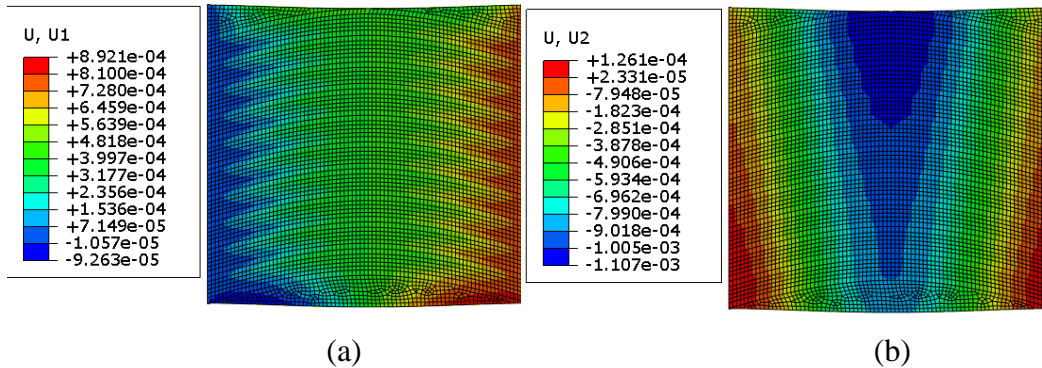 U, U1
+8.921e-04
+8.100e-04
+7.280e-04
+6.459e-04
+5.639e-04
+4.818e-04
+3.997e-04
+3.177e-04
+2.356e-04
+1.536e-04
+7.149e-05
-1.057e-05
-9.263e-05
U, U2
+1.261e-04
+2.331e-05
-7.948e-05
-1.823e-04
-2.851e-04
-3.878e-04
-4.906e-04
-5.934e-04
-6.962e-04
-7.990e-04
-9.018e-04
-1.005e-03
-1.107e-03
(a)
(b)